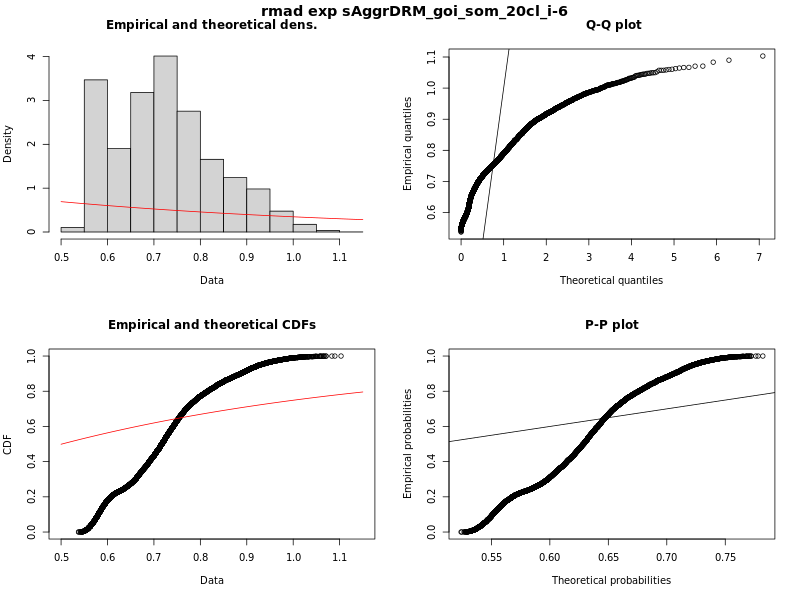 rmad exp sAggrDRM_goi_som_20cl_i-6
Empirical and theoretical dens.
Density
0 1 2 3 4
0.5 0.6 0.7 0.8 0.9 1.0 1.1
Data
Q-Q plot
Empirical quantiles
0.6 0.7 0.8 0.9 1.0 1.1
0 1 2 3 4 5 6 7
Theoretical quantiles
Empirical and theoretical CDFs
CDF
0.0 0.2 0.4 0.6 0.8 1.0
0.5 0.6 0.7 0.8 0.9 1.0 1.1
Data
P-P plot
Empirical probabilities
0.0 0.2 0.4 0.6 0.8 1.0
0.55 0.60 0.65 0.70 0.75
Theoretical probabilities